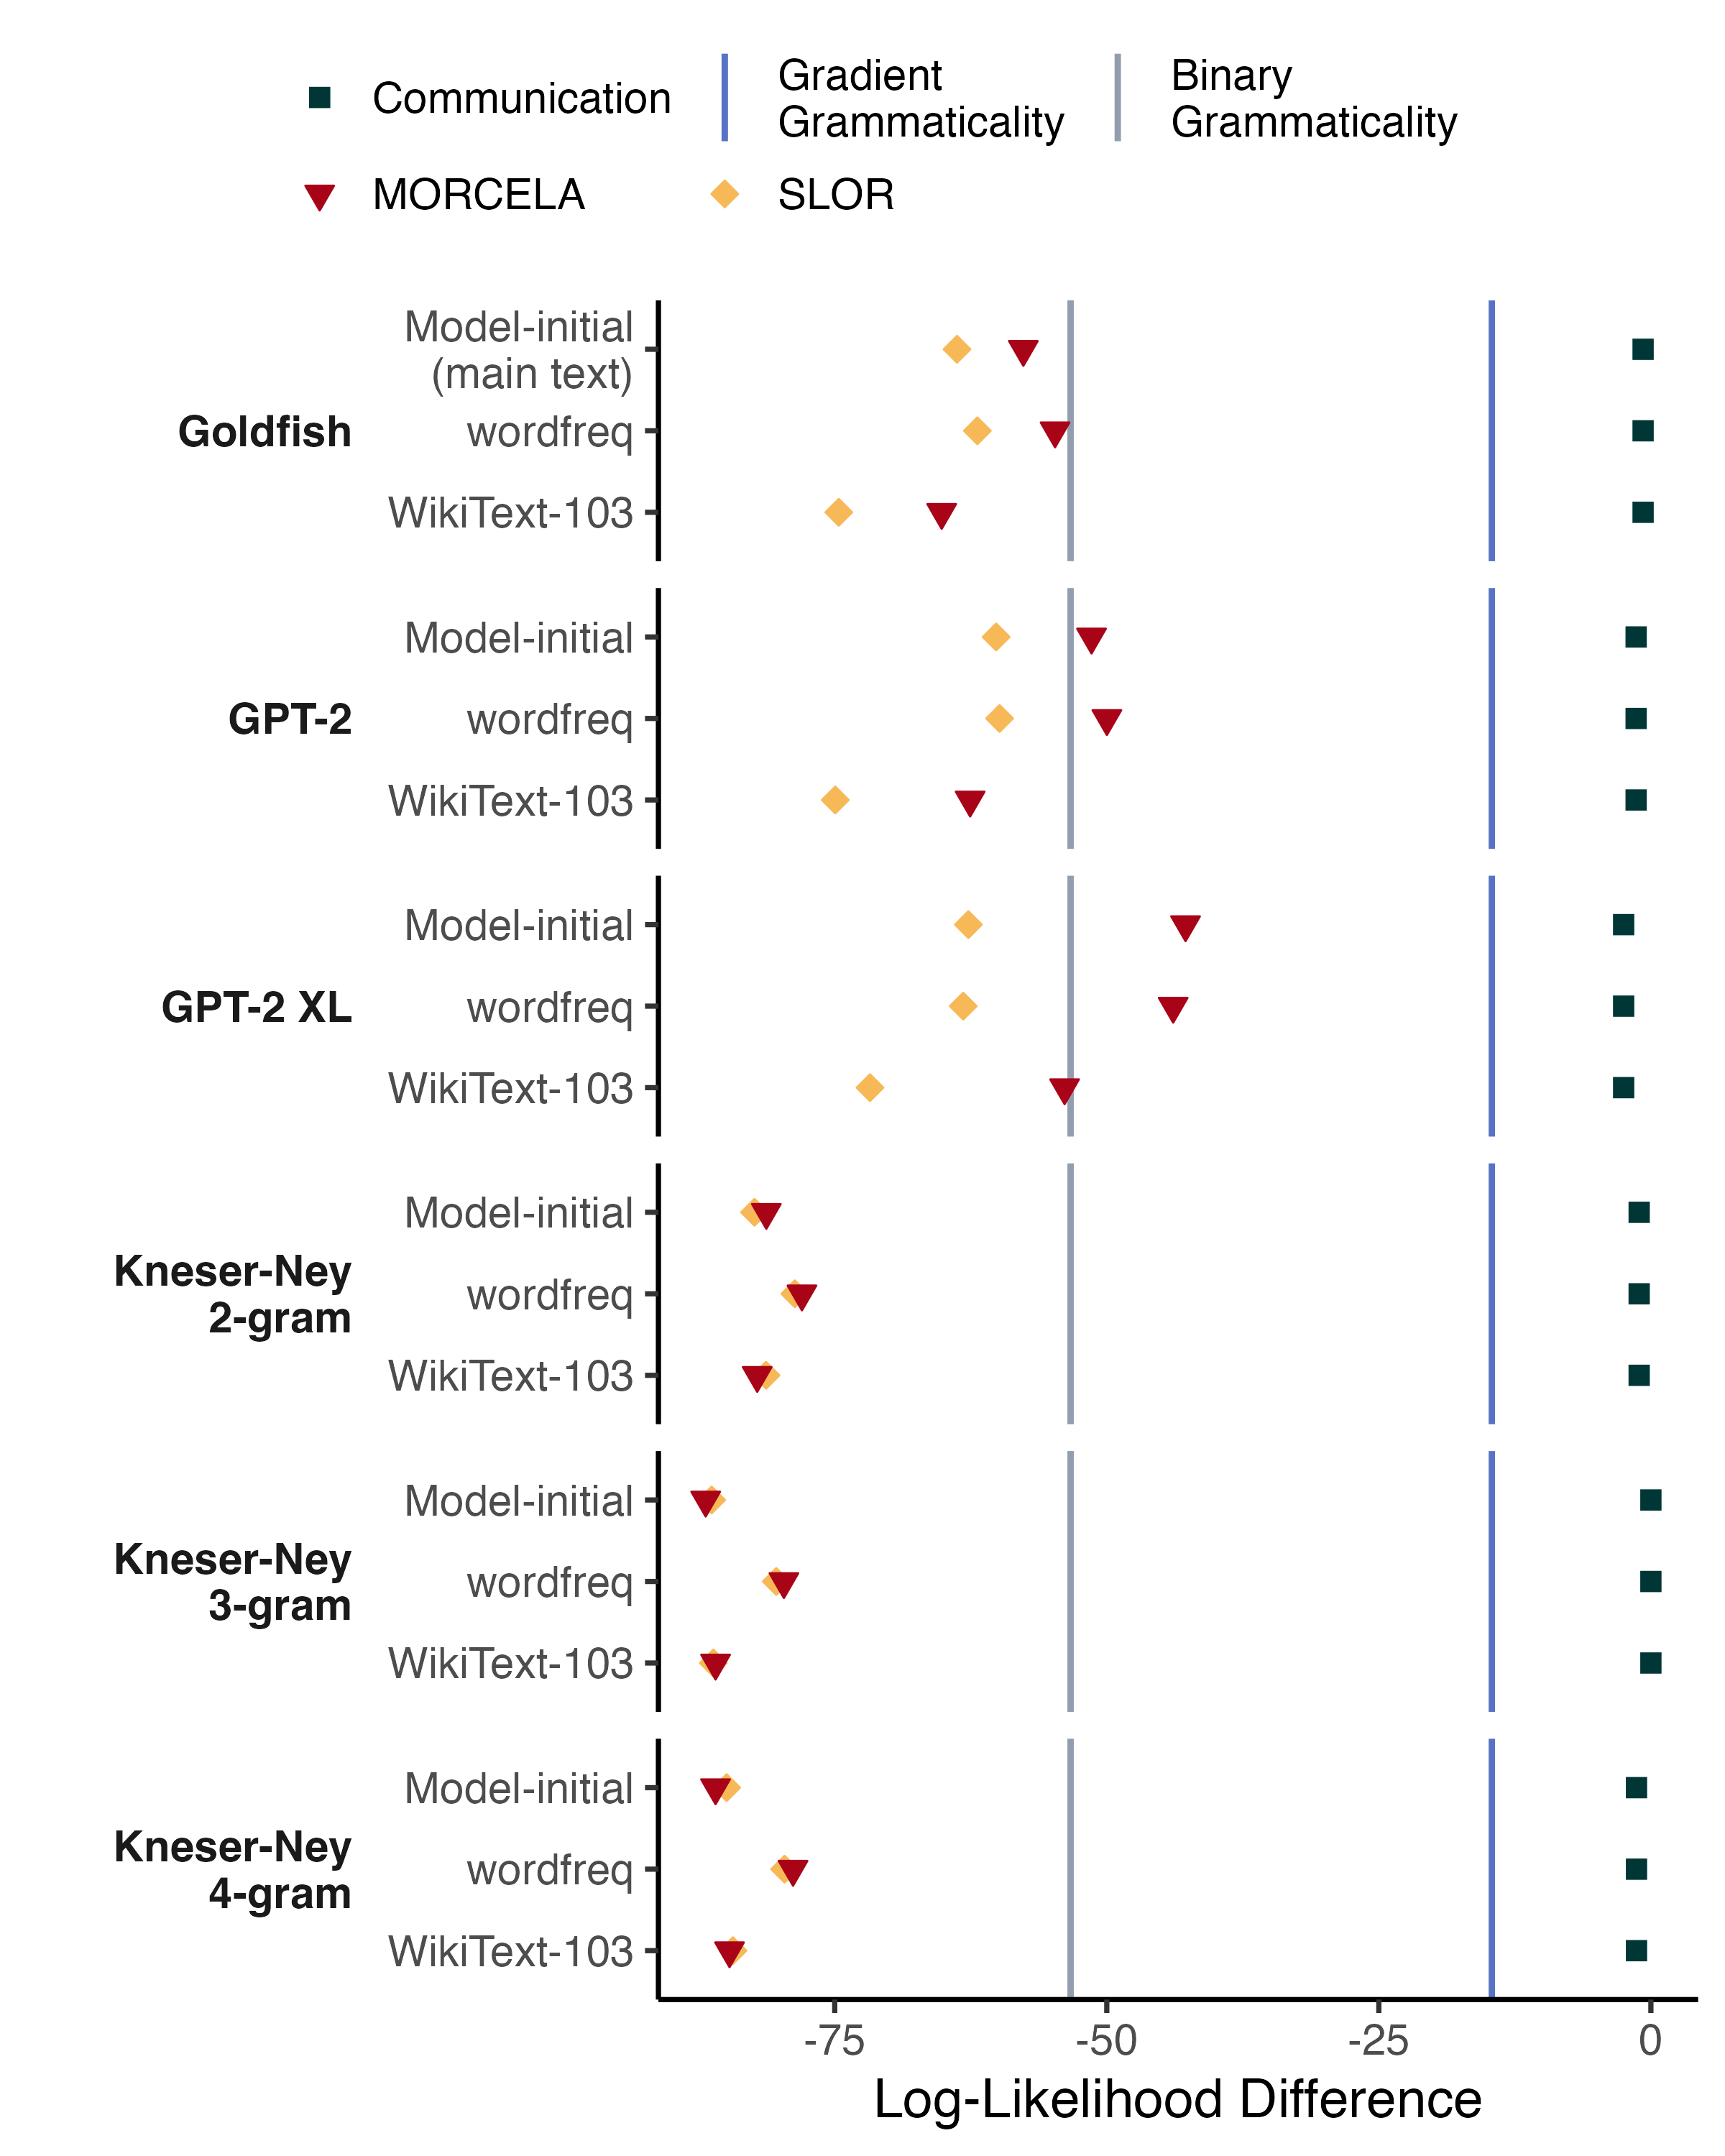 Communication
Gradient
Grammaticality
Binary
Grammaticality
MORCELA
SLOR
Goldfish
Model-initial
(main text)
wordfreq
WikiText-103
GPT-2
Model-initial
wordfreq
WikiText-103
GPT-2 XL
Model-initial
wordfreq
WikiText-103
Kneser-Ney
2-gram
Model-initial
wordfreq
WikiText-103
Kneser-Ney
3-gram
Model-initial
wordfreq
WikiText-103
Kneser-Ney
4-gram
Model-initial
wordfreq
WikiText-103
-75 -50 -25 0
Log-Likelihood Difference